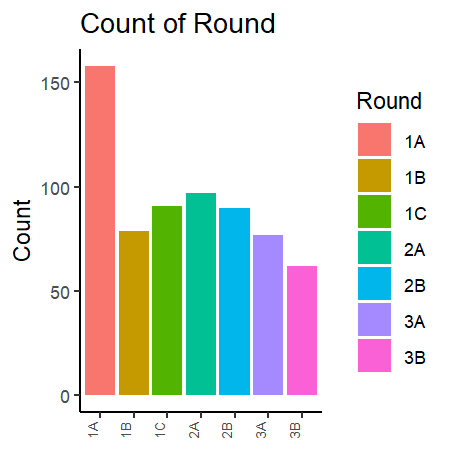 Count of Round
Count
150
100
50
0
1A
1B
1C
2A
2B
3A
3B
Round
1A
1B
1C
2A
2B
3A
3B